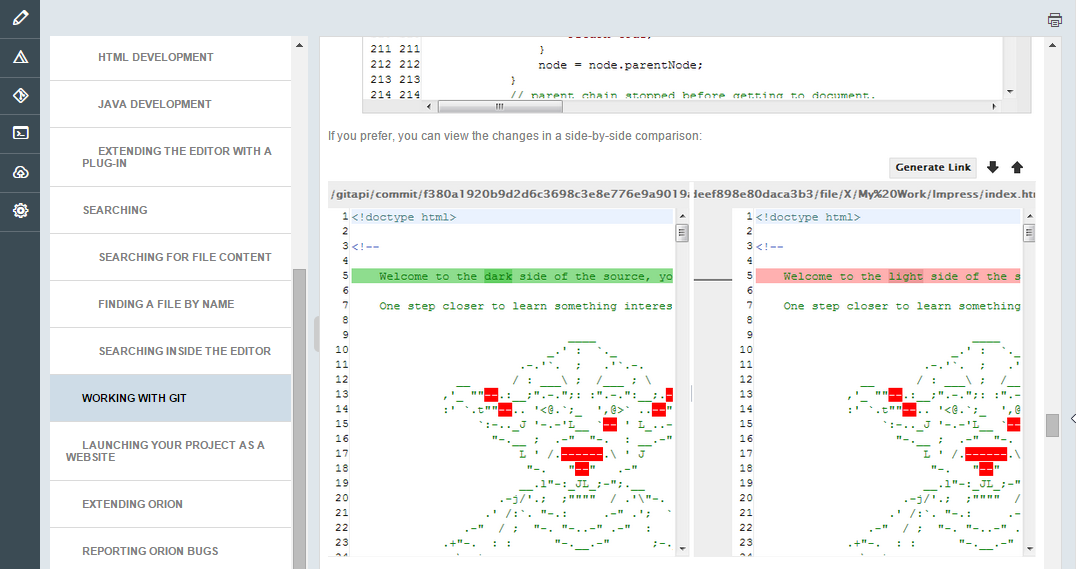 HTML DEVELOPMENT
JAVA DEVELOPMENT
EXTENDING THE EDITOR WITH A
PLUG-IN
SEARCHING
SEARCHING FOR FILE CONTENT
FINDING A FILE BY NAME
SEARCHING INSIDE THE EDITOR
WORKING WITH GIT
LAUNCHING YOUR PROJECT AS A
WEBSITE
EXTENDING ORION
REPORTING ORION BUGS
211 211 }
212 212 node = node.parentNode;
213 213 }
214 214 // parent chain stopped before getting to document.
If you prefer, you can view the changes in a side-by-side comparison:
Generate Link
/gitapi/commit/f380a1920b9d2d6c3698c3e8e776e9a9019
eef898e80daca3b3/file/X/My%20Work/Impress/index.htm
1 <!doctype html>
2
3 <!--
4
5 Welcome to the dark side of the source, yo
6
7 One step closer to learn something interes
8
9
10
11
12
13
14
15
16
17
18
19
20
21
22
23
1 <!doctype html>
2
3 <!--
4
5 Welcome to the light side of the s
6
7 One step closer to learn something
8
9
10
11
12
13
14
15
16
17
18
19
20
21
22
23